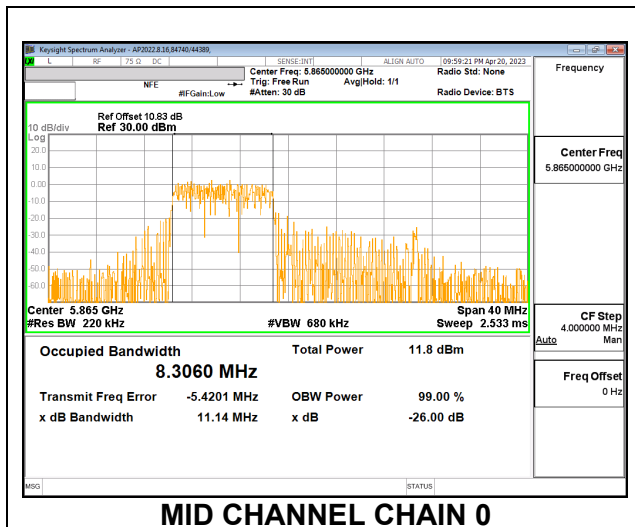 Keysight Spectrum Analyzer - AP2022.8.16,84740/44389,
L RF 75 Ω DC SENSE:INT ALIGN AUTO 09:59:21 PM Apr 20, 2023
Center Freq: 5.865000000 GHz Radio Std: None
NFE Trig: Free Run Avg|Hold: 1/1
#IFGain:Low #Atten: 30 dB Radio Device: BTS
Frequency
Ref Offset 10.83 dB
10 dB/div Ref 30.00 dBm
Log
20.0
10.0
0.00
-10.0
-20.0
-30.0
-40.0
-50.0
-60.0
Center Freq
5.865000000 GHz
Center 5.865 GHz Span 40 MHz
#Res BW 220 kHz #VBW 680 kHz Sweep 2.533 ms
CF Step
4.000000 MHz
Auto Man
Freq Offset
0 Hz
Occupied Bandwidth Total Power 11.8 dBm
8.3060 MHz
Transmit Freq Error -5.4201 MHz OBW Power 99.00 %
x dB Bandwidth 11.14 MHz x dB -26.00 dB
MSG STATUS
MID CHANNEL CHAIN 0